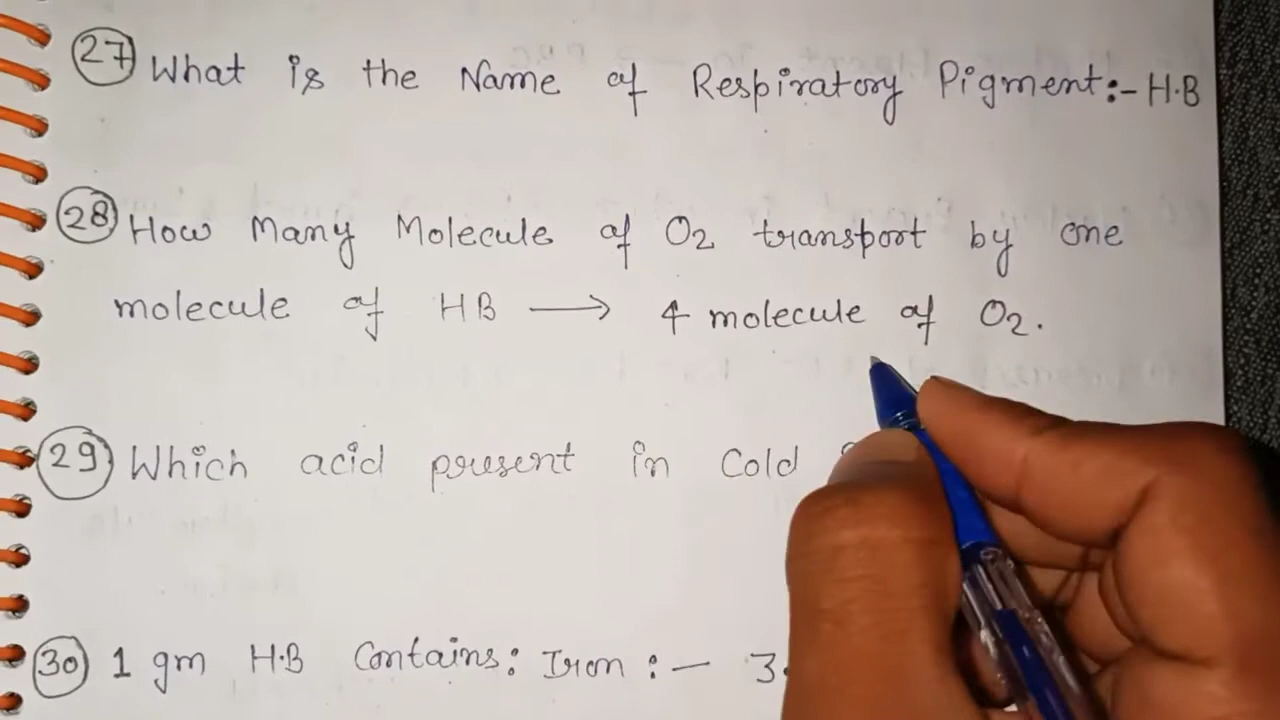 27 What is the Name of Respiratory Pigment:- H.B
28 How Many Molecule of O2 transport by one
molecule of HB → 4 molecule of O2.
29 Which acid present in Cold
30 1 gm H.B Contains: Iron :— 3.